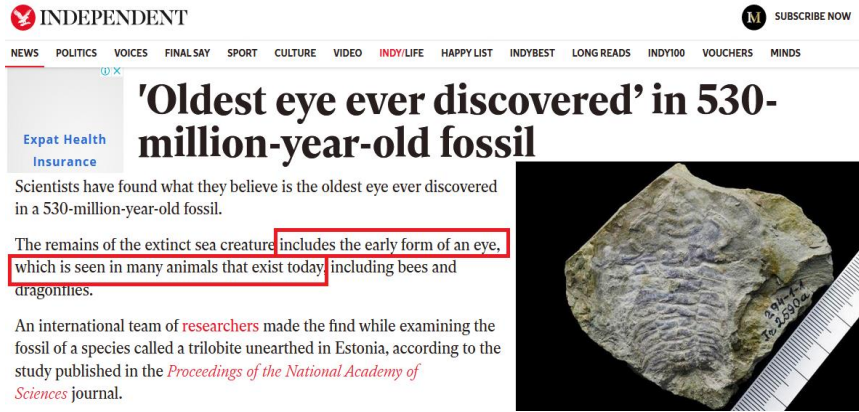 INDEPENDENT
SUBSCRIBE NOW
NEWS POLITICS VOICES FINAL SAY SPORT CULTURE VIDEO INDY/LIFE HAPPY LIST INDYBEST LONG READS INDY100 VOUCHERS MINDS
Expat Health
Insurance
'Oldest eye ever discovered’ in 530-
million-year-old fossil
Scientists have found what they believe is the oldest eye ever discovered
in a 530-million-year-old fossil.
The remains of the extinct sea creature includes the early form of an eye,
which is seen in many animals that exist today, including bees and
dragonflies.
An international team of researchers made the find while examining the
fossil of a species called a trilobite unearthed in Estonia, according to the
study published in the Proceedings of the National Academy of
Sciences journal.